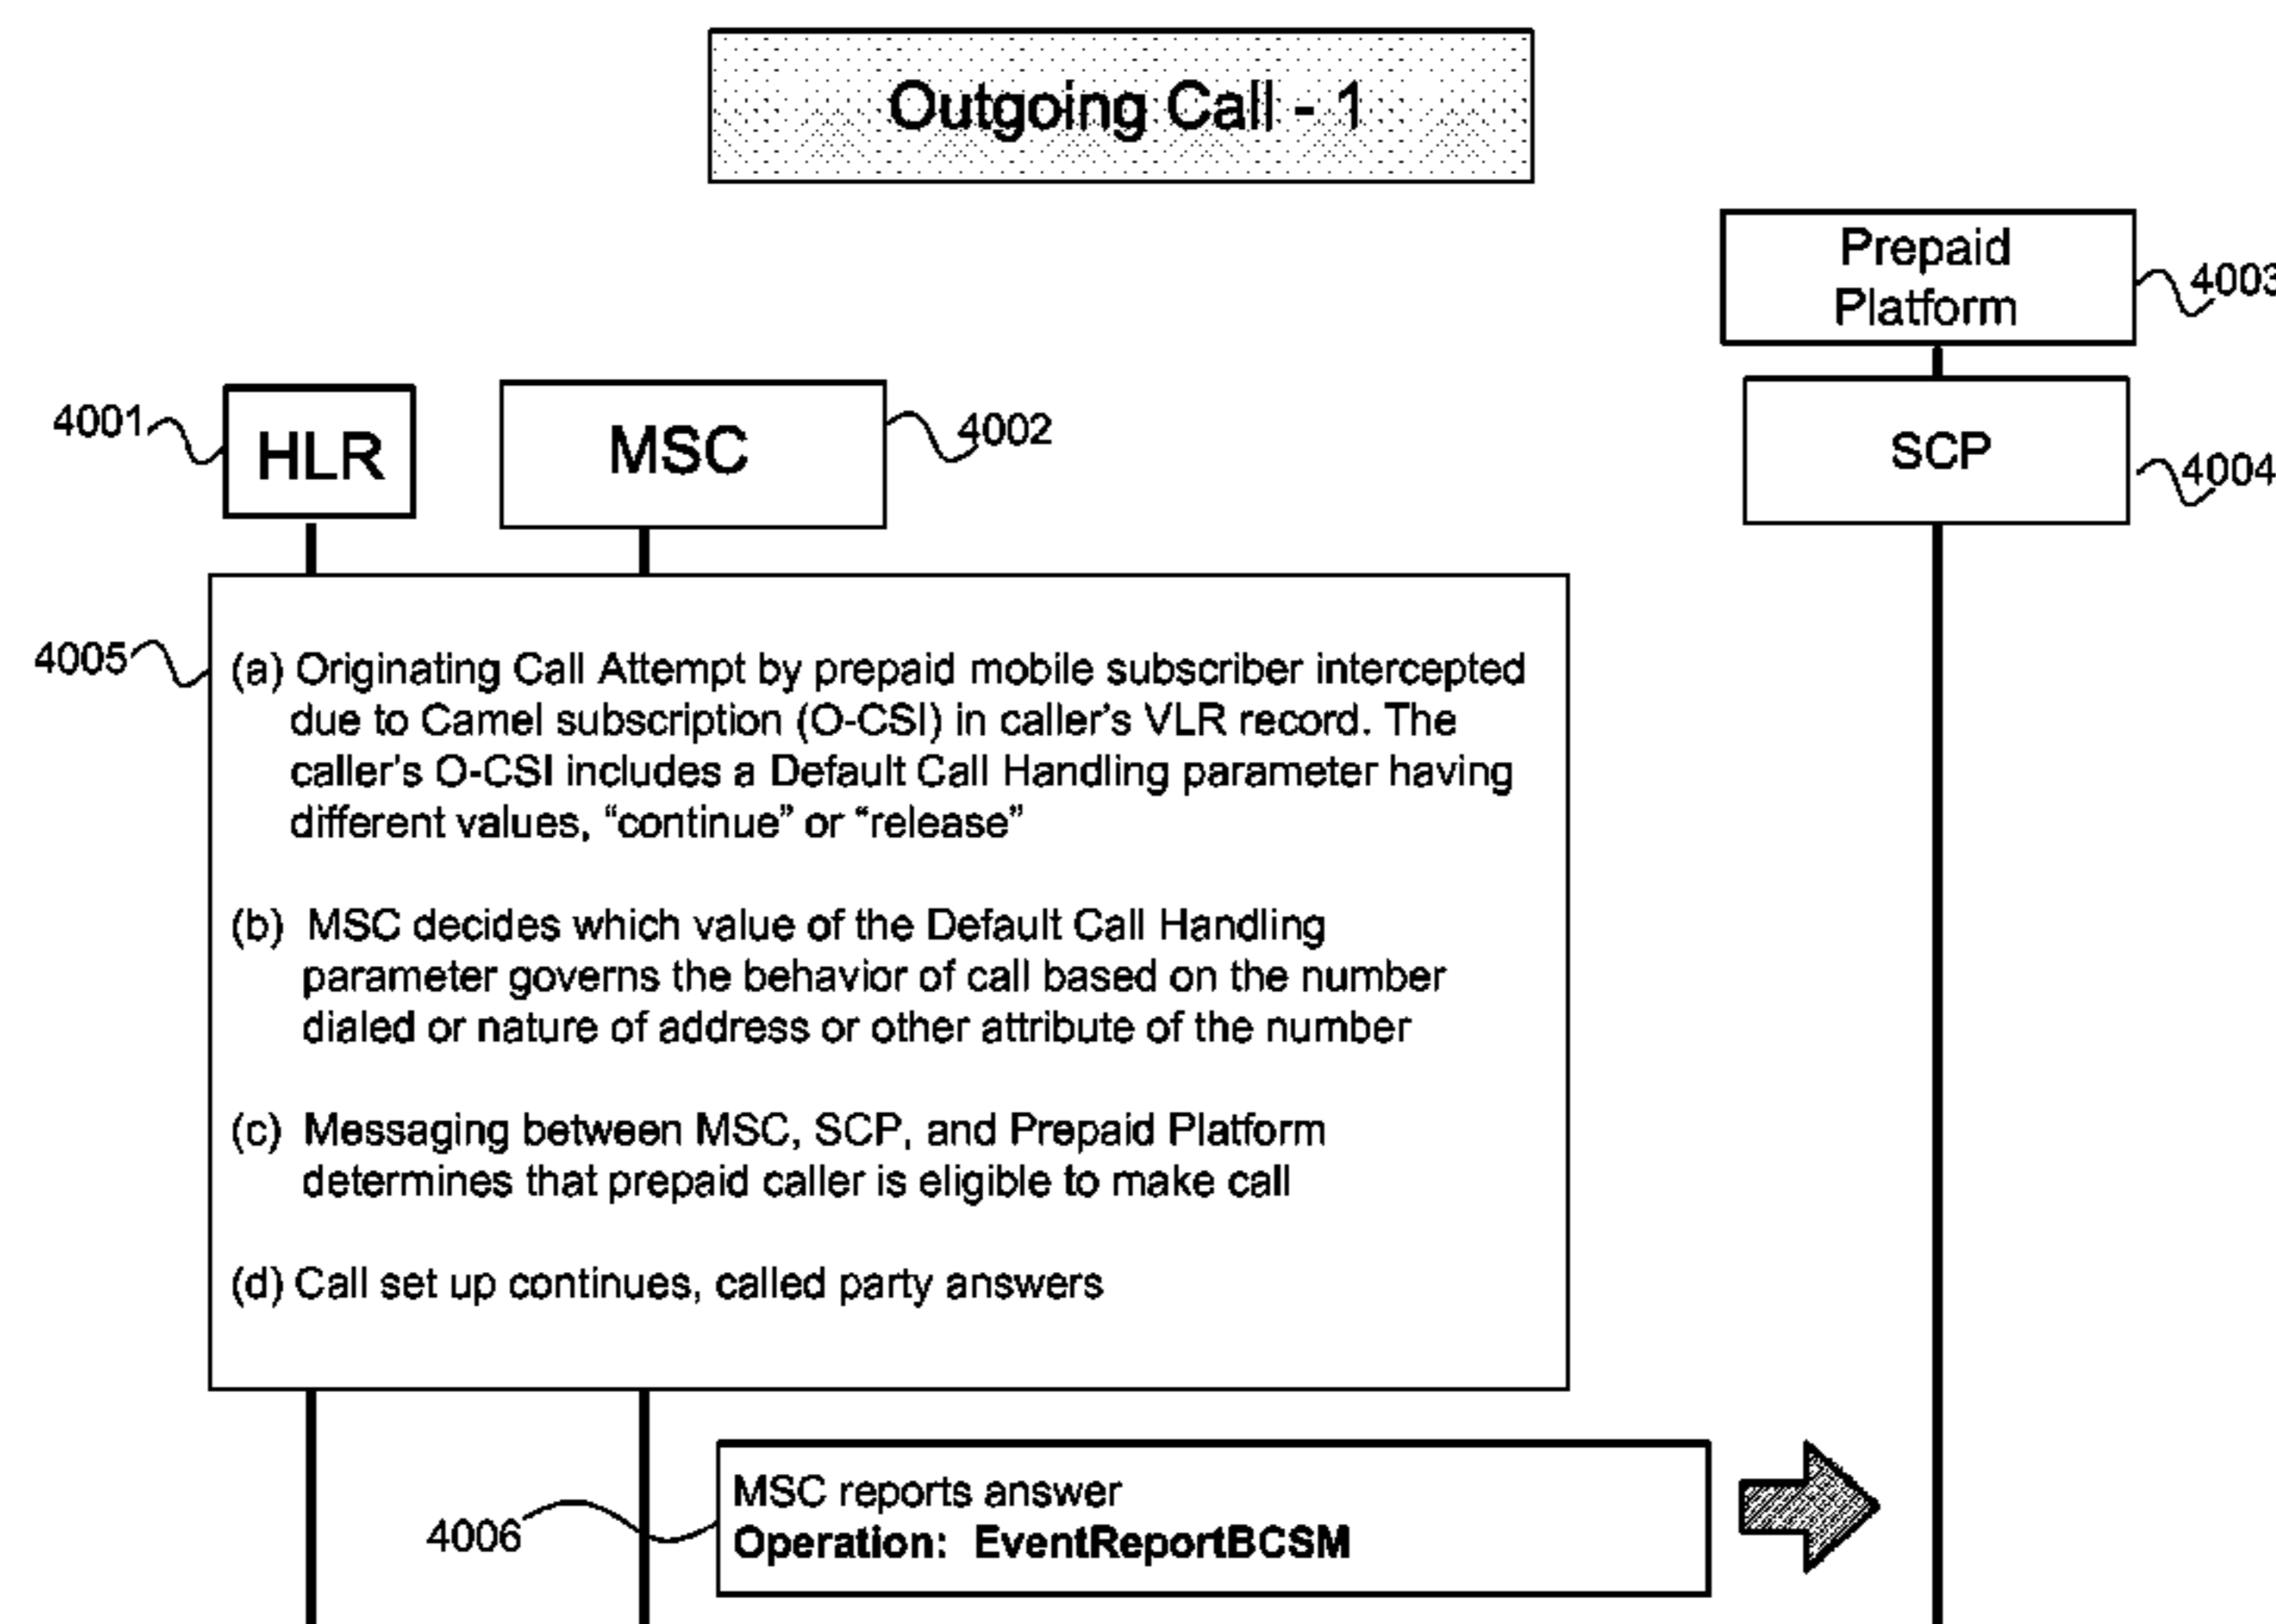 Outgoing Call - 1
Prepaid
Platform
4003
4001
HLR
MSC
4002
SCP
4004
4005
(a) Originating Call Attempt by prepaid mobile subscriber intercepted
due to Camel subscription (O-CSI) in caller's VLR record. The
caller's O-CSI includes a Default Call Handling parameter having
different values, “continue” or “release”
(b) MSC decides which value of the Default Call Handling
parameter governs the behavior of call based on the number
dialed or nature of address or other attribute of the number
(c) Messaging between MSC, SCP, and Prepaid Platform
determines that prepaid caller is eligible to make call
(d) Call set up continues, called party answers
4006
MSC reports answer
Operation: EventReportBCSM